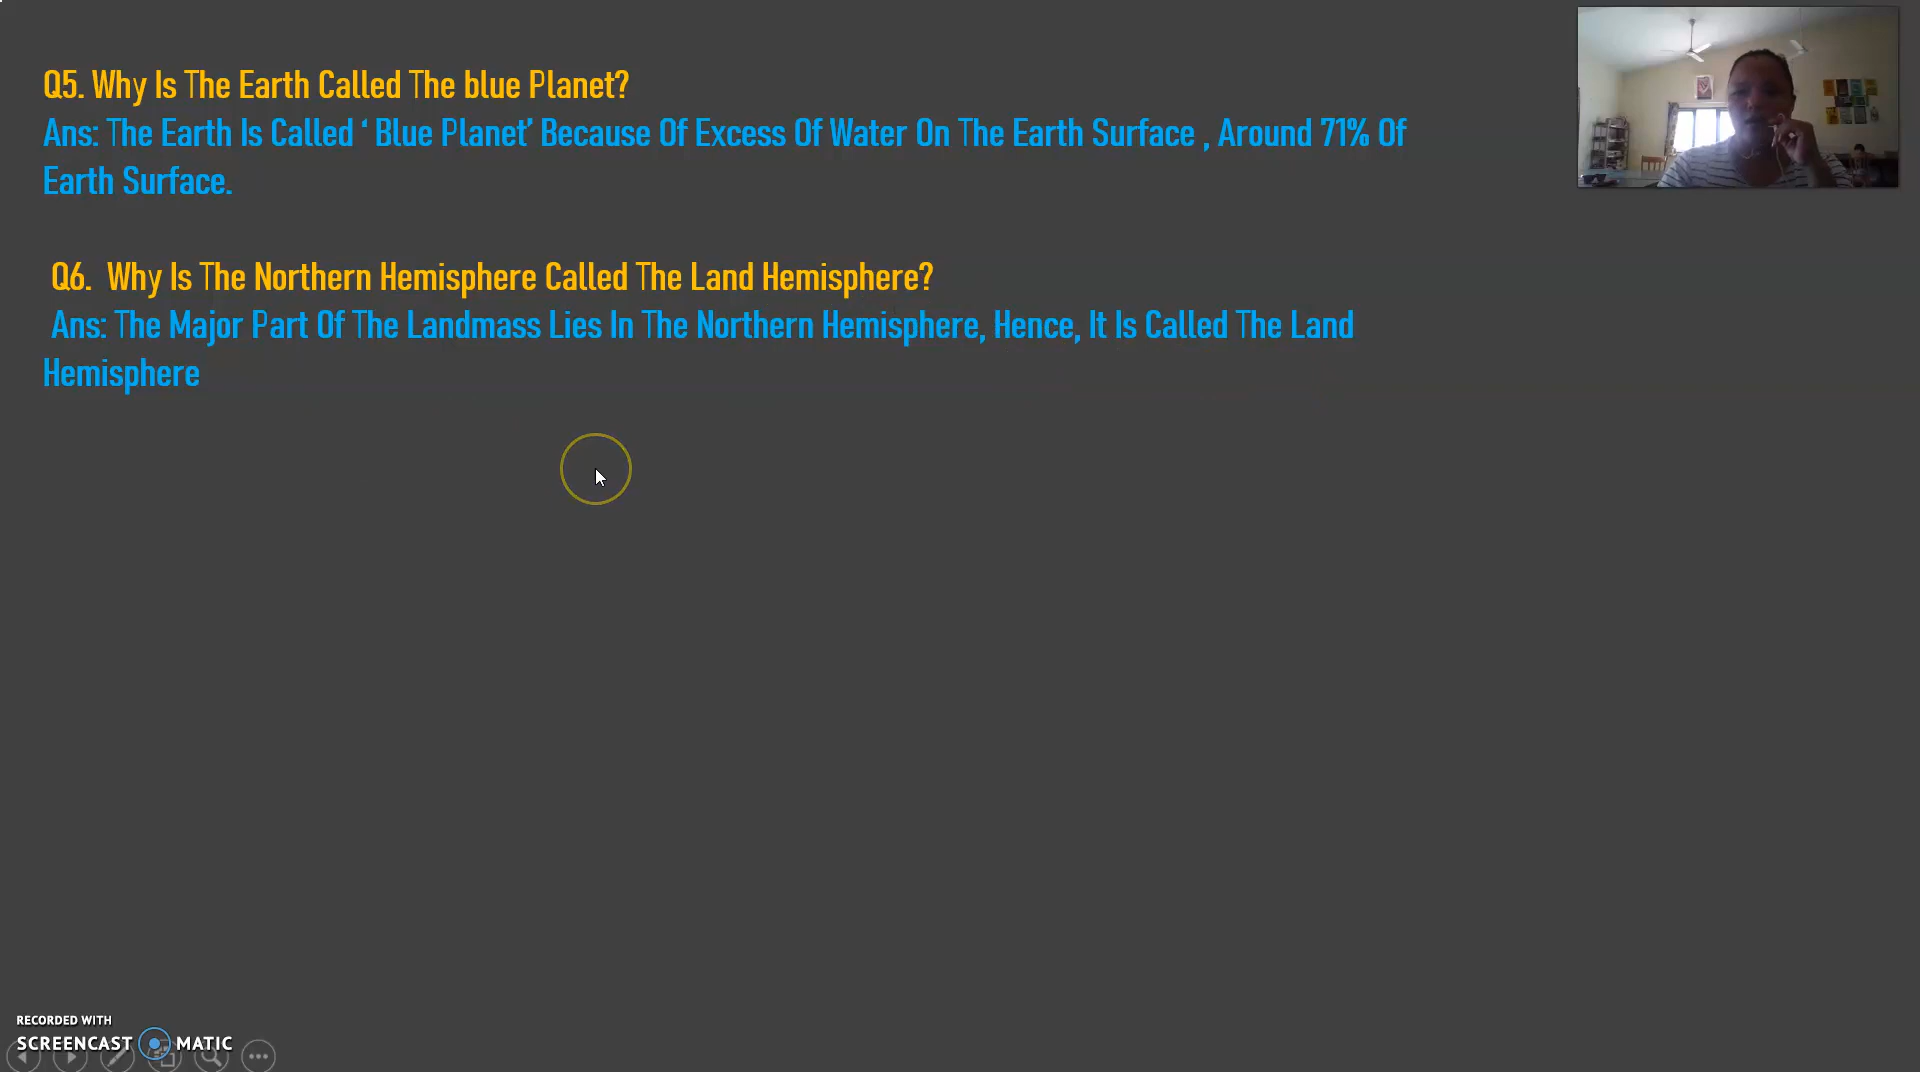 Q5. Why Is The Earth Called The blue Planet?
Ans: The Earth Is Called ‘ Blue Planet’ Because Of Excess Of Water On The Earth Surface , Around 71% Of
Earth Surface.
Q6. Why Is The Northern Hemisphere Called The Land Hemisphere?
Ans: The Major Part Of The Landmass Lies In The Northern Hemisphere, Hence, It Is Called The Land
Hemisphere
RECORDED WITH
SCREENCAST MATIC